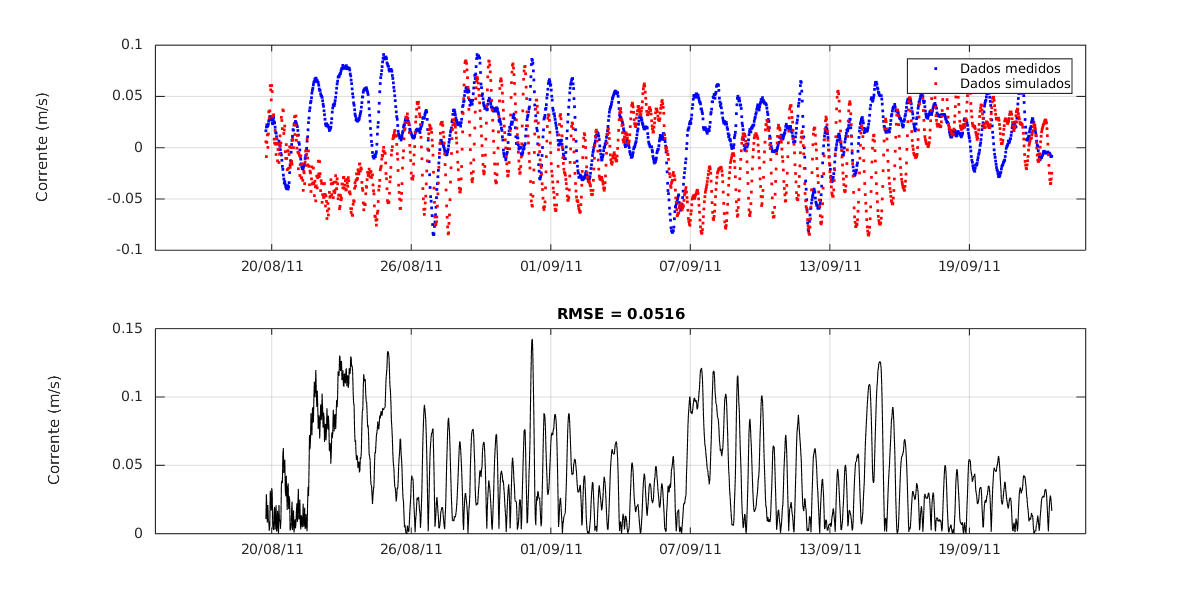 0.1
0.05
0
-0.05
-0.1
Corrente (m/s)
Dados medidos
Dados simulados
20/08/11 26/08/11 01/09/11 07/09/11 13/09/11 19/09/11
RMSE = 0.0516
0.15
0.1
0.05
0
Corrente (m/s)
20/08/11 26/08/11 01/09/11 07/09/11 13/09/11 19/09/11